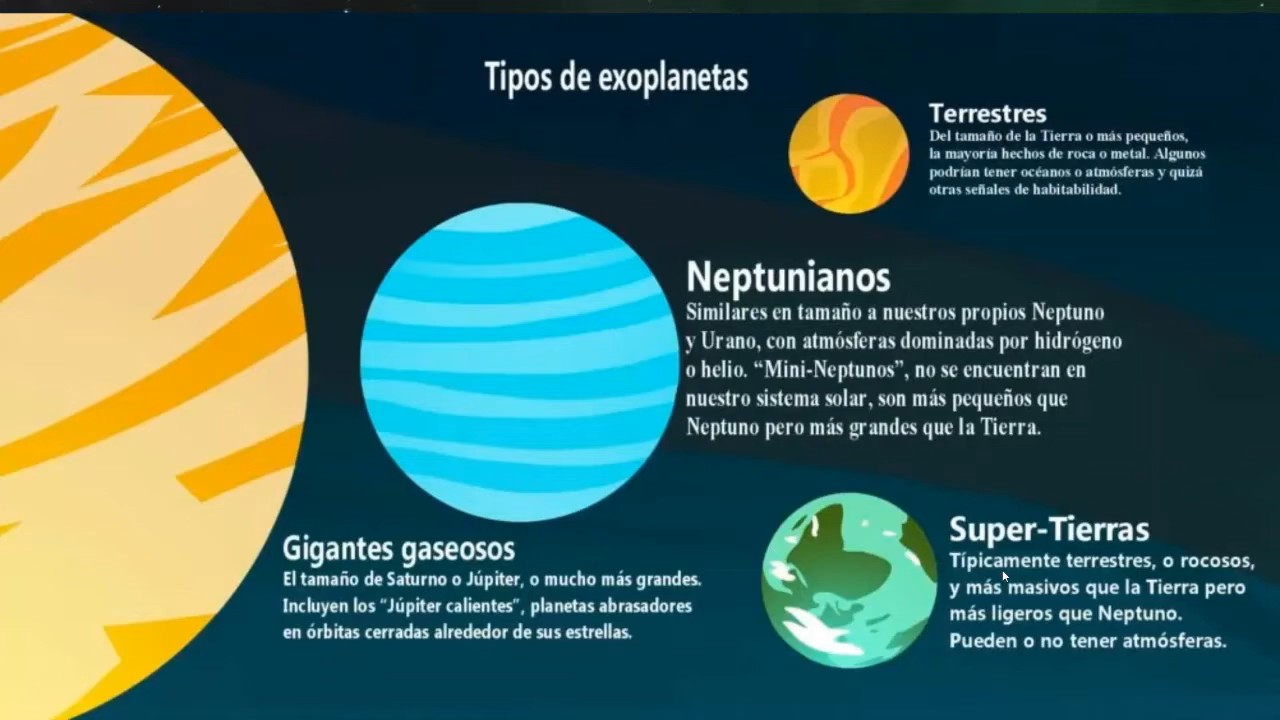 Tipos de exoplanetas
Terrestres
Del tamaño de la Tierra o más pequeños,
la mayoría hechos de roca o metal. Algunos
podrían tener océanos o atmósferas y quizá
otras señales de habitabilidad.
Neptunianos
Similares en tamaño a nuestros propios Neptuno
y Urano, con atmósferas dominadas por hidrógeno
o helio. “Mini-Neptunos”, no se encuentran en
nuestro sistema solar, son más pequeños que
Neptuno pero más grandes que la Tierra.
Gigantes gaseosos
El tamaño de Saturno o Júpiter, o mucho más grandes.
Incluyen los “Júpiter calientes”, planetas abrasadores
en órbitas cerradas alrededor de sus estrellas.
Super-Tierras
Típicamente terrestres, o rocosos,
y más masivos que la Tierra pero
más ligeros que Neptuno.
Pueden o no tener atmósferas.